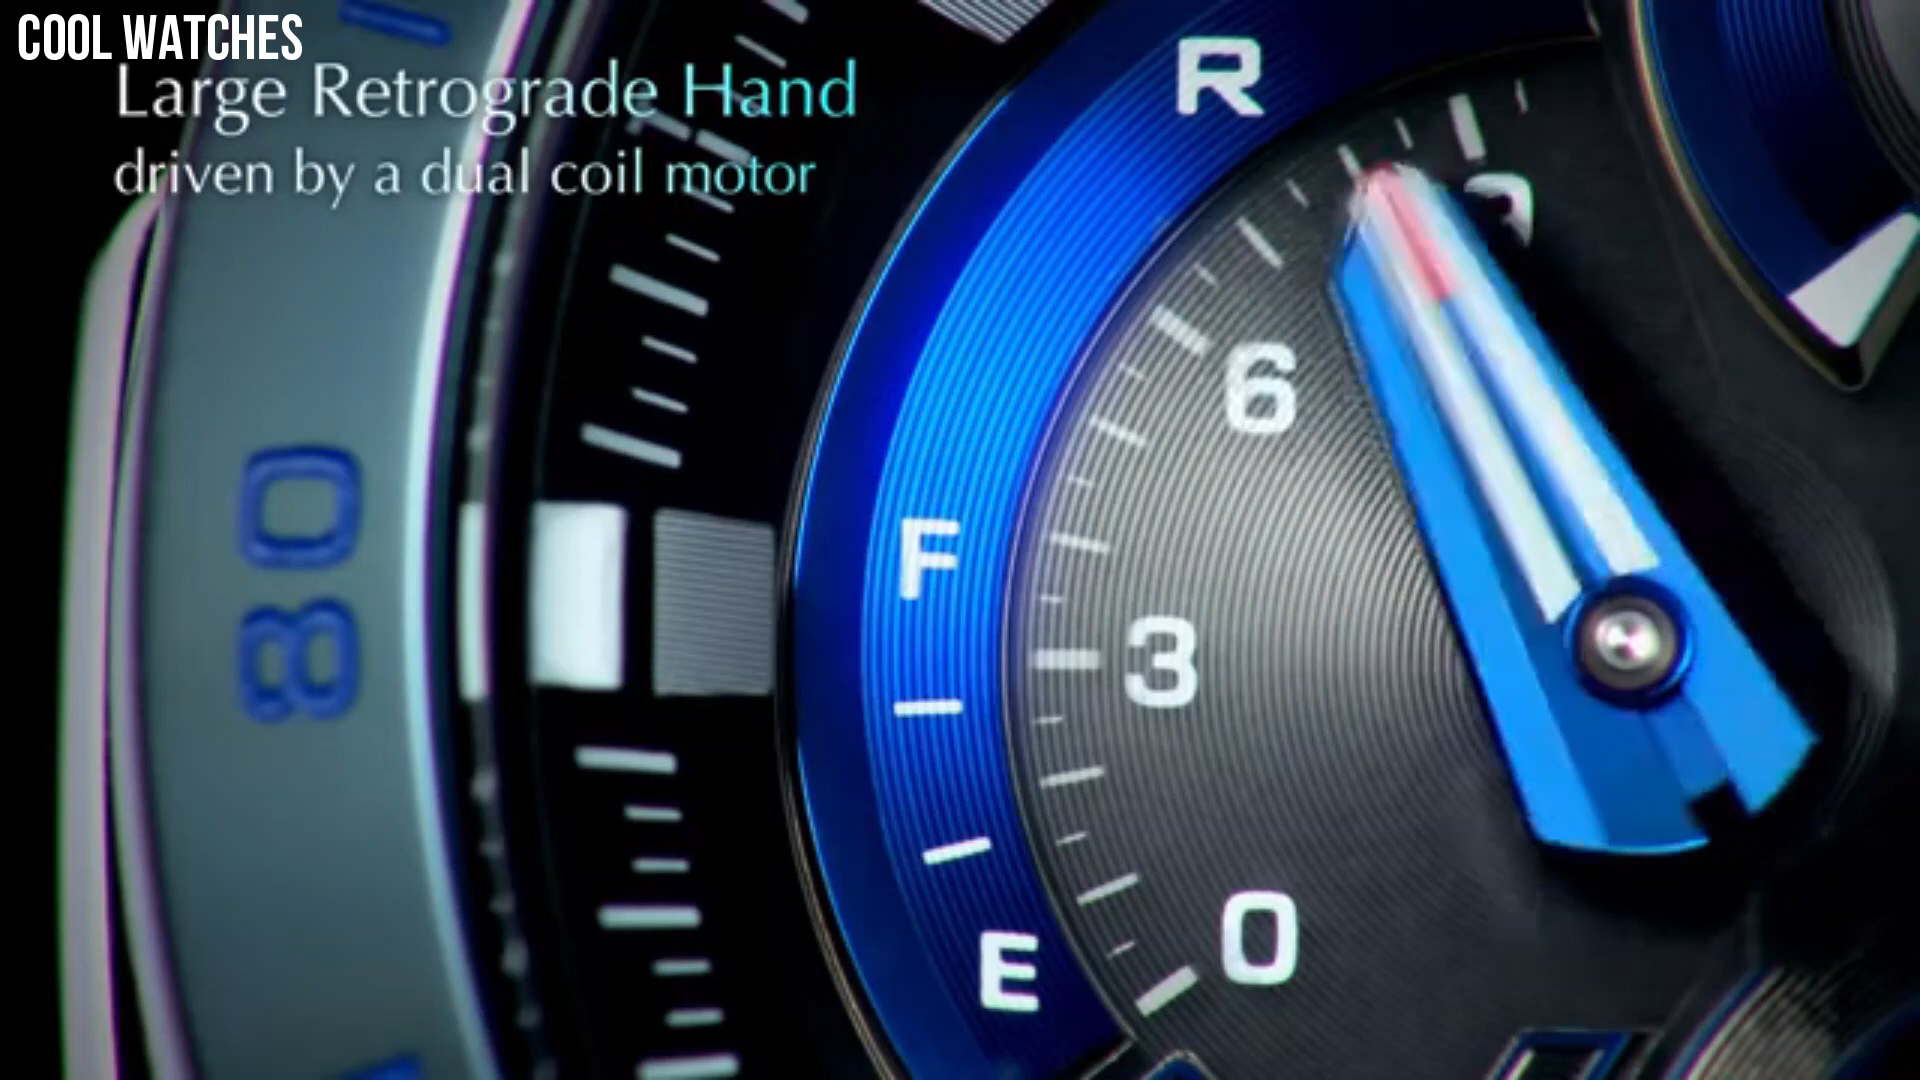 COOL WATCHES
Large Retrograde Hand
driven by a dual coil motor
R
6
F
3
80
0
E